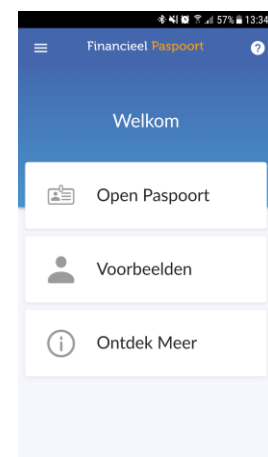 57% 13:34
Financieel Paspoort ?
Welkom
Open Paspoort
Voorbeelden
i Ontdek Meer